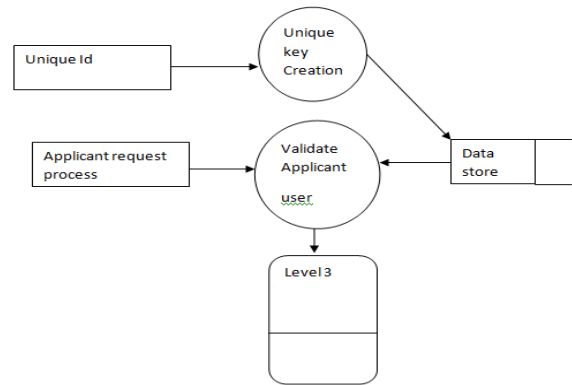 Unique Id
Unique
key
Creation
Applicant request
process
Validate
Applicant
user
Data
store
Level 3